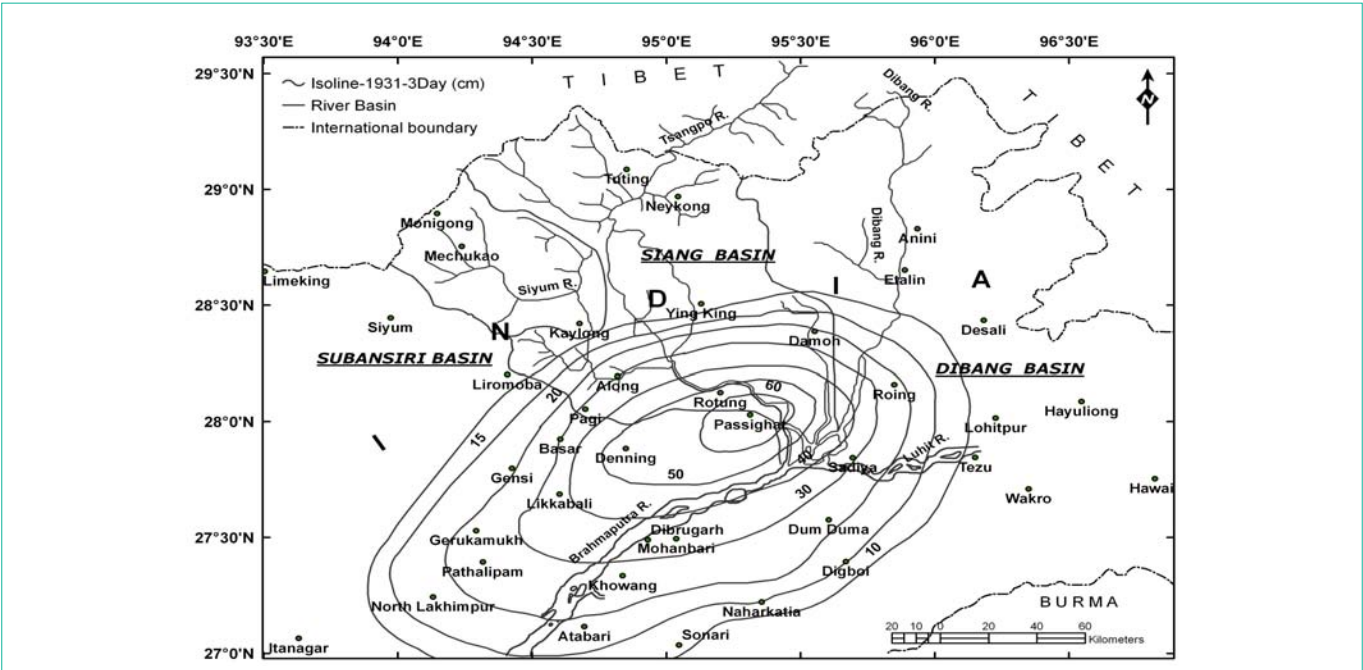 93°30'E 94°0'E 94°30'E 95°0'E 95°30'E 96°0'E 96°30'E
29°30'N
29°0'N
28°30'N
28°0'N
27°30'N
27°0'N
Isoline-1931-3Day (cm)
River Basin
International boundary
T I B E T
Dibang R.
N
T I B E T
Tsangpo R.
Tuting
Neykong
Monigong
Dibang R.
Anini
Mechukao
SIANG BASIN
Etalin
Limeking
Siyum R.
I N D I A
Ying King
Siyum
Kaylong
Damoh
Desali
SUBANSIRI BASIN
DIBANG BASIN
Liromoba
Along
60
Roing
20
Rotung
Hayuliong
Pagi
Passighat
Lohitpur
15
Basar
Denning
40
Luhit R.
Gensi
50
Sadiya
Tezu
Likkabali
30
Wakro
Hawai
Brahmaputra R.
Dibrugarh
Dum Duma
Gerukamukh
Mohanbari
10
Pathalipam
Khowang
Digboi
North Lakhimpur
Naharkatia
BURMA
Atabari
Sonari
Itanagar
20 10 0 20 40 60
Kilometers